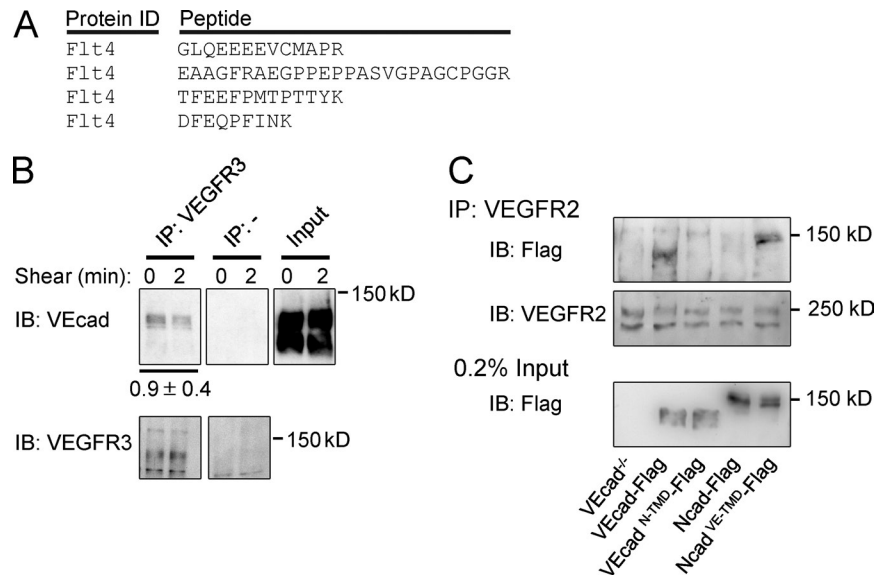 A
Protein ID Peptide
Flt4 GLQEEEEVCMAPR
Flt4 EAAGFRAEGPPEPPASVGPAGCPGGR
Flt4 TFEEFPMTPTTYK
Flt4 DFEQPFINK
B
IP: VEGFR3 IP: - Input
Shear (min): 0 2 0 2 0 2
150 kD
IB: VEcad
0.9 ± 0.4
IB: VEGFR3
150 kD
C
IP: VEGFR2
IB: Flag
150 kD
IB: VEGFR2
250 kD
0.2% Input
IB: Flag
150 kD
VEcad-/-
VEcad-Flag
VEcad N-TMD-Flag
Ncad-Flag
Ncad VE-TMD-Flag